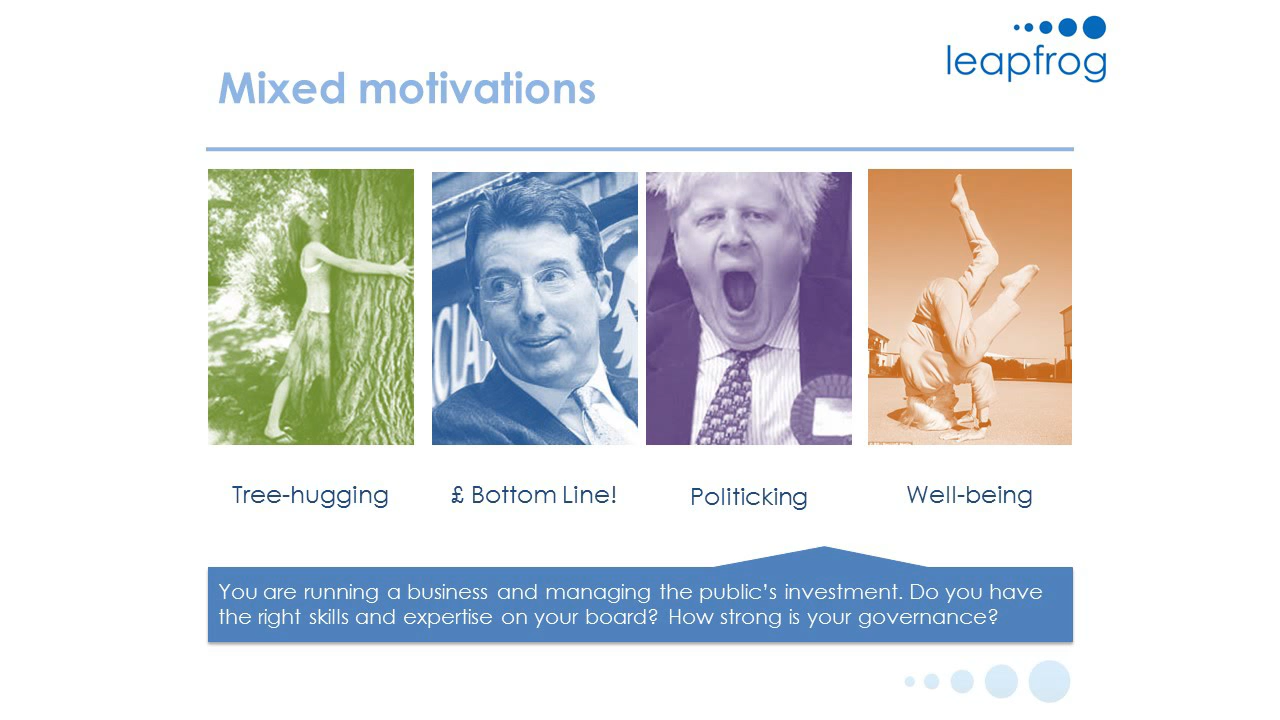 leapfrog
Mixed motivations
CLA
Tree-hugging
£ Bottom Line!
Politicking
Well-being
You are running a business and managing the public’s investment. Do you have
the right skills and expertise on your board? How strong is your governance?